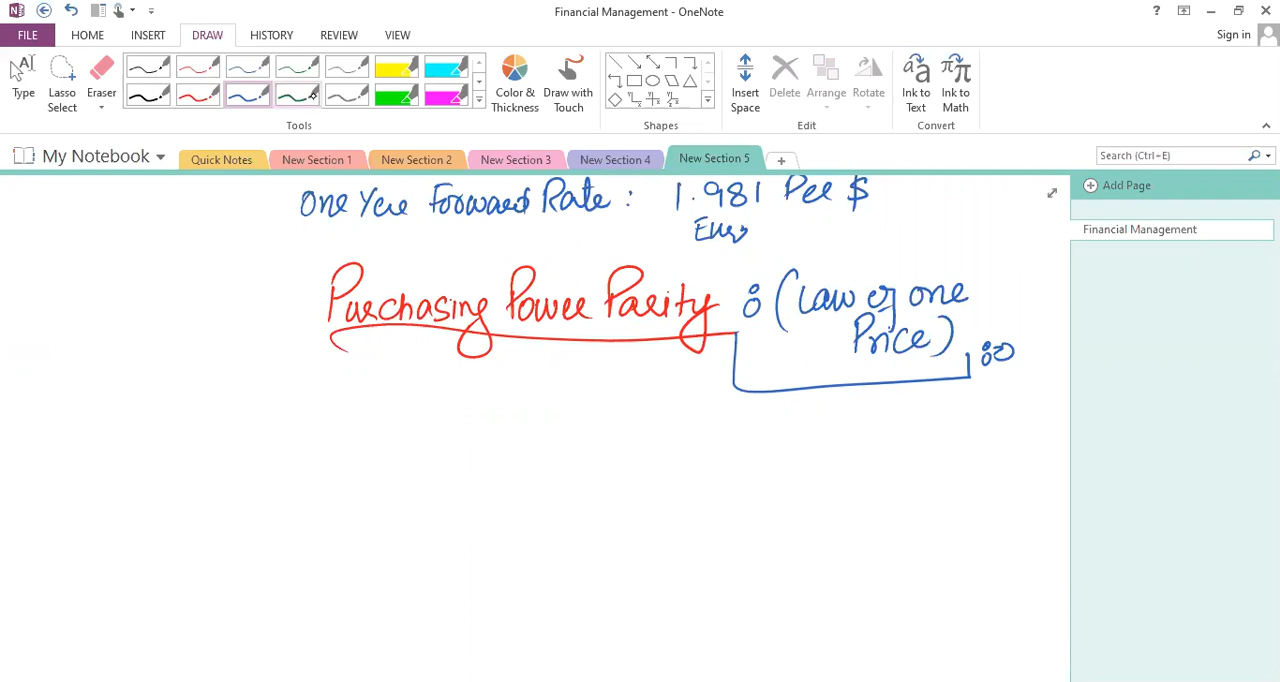 Financial Management - OneNote
FILE HOME INSERT DRAW HISTORY REVIEW VIEW Sign in
Type Lasso Select Eraser Color & Thickness Draw with Touch Insert Space Delete Arrange Rotate Ink to Text Ink to Math
Tools Shapes Edit Convert
My Notebook Quick Notes New Section 1 New Section 2 New Section 3 New Section 4 New Section 5 Search (Ctrl+E)
Add Page
Financial Management
One Year Forward Rate : 1.981 Per $
Euro
Purchasing Power Parity : (Law of one
Price)